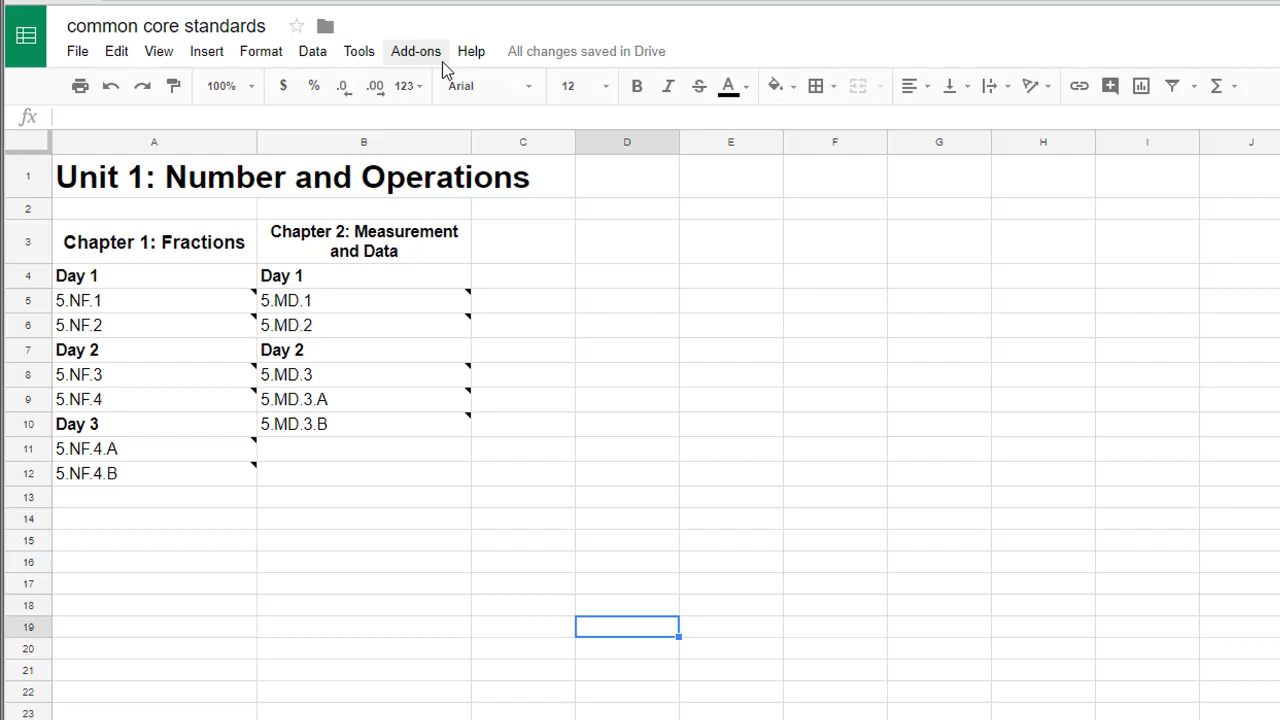 common core standards
File Edit View Insert Format Data Tools Add-ons Help All changes saved in Drive
100% $ % .0 .00 123 Arial 12 B I S A Σ
fx
A B C D E F G H I J
1 Unit 1: Number and Operations
2
3 Chapter 1: Fractions Chapter 2: Measurement
and Data
4 Day 1 Day 1
5 5.NF.1 5.MD.1
6 5.NF.2 5.MD.2
7 Day 2 Day 2
8 5.NF.3 5.MD.3
9 5.NF.4 5.MD.3.A
10 Day 3 5.MD.3.B
11 5.NF.4.A
12 5.NF.4.B
13
14
15
16
17
18
19
20
21
22
23